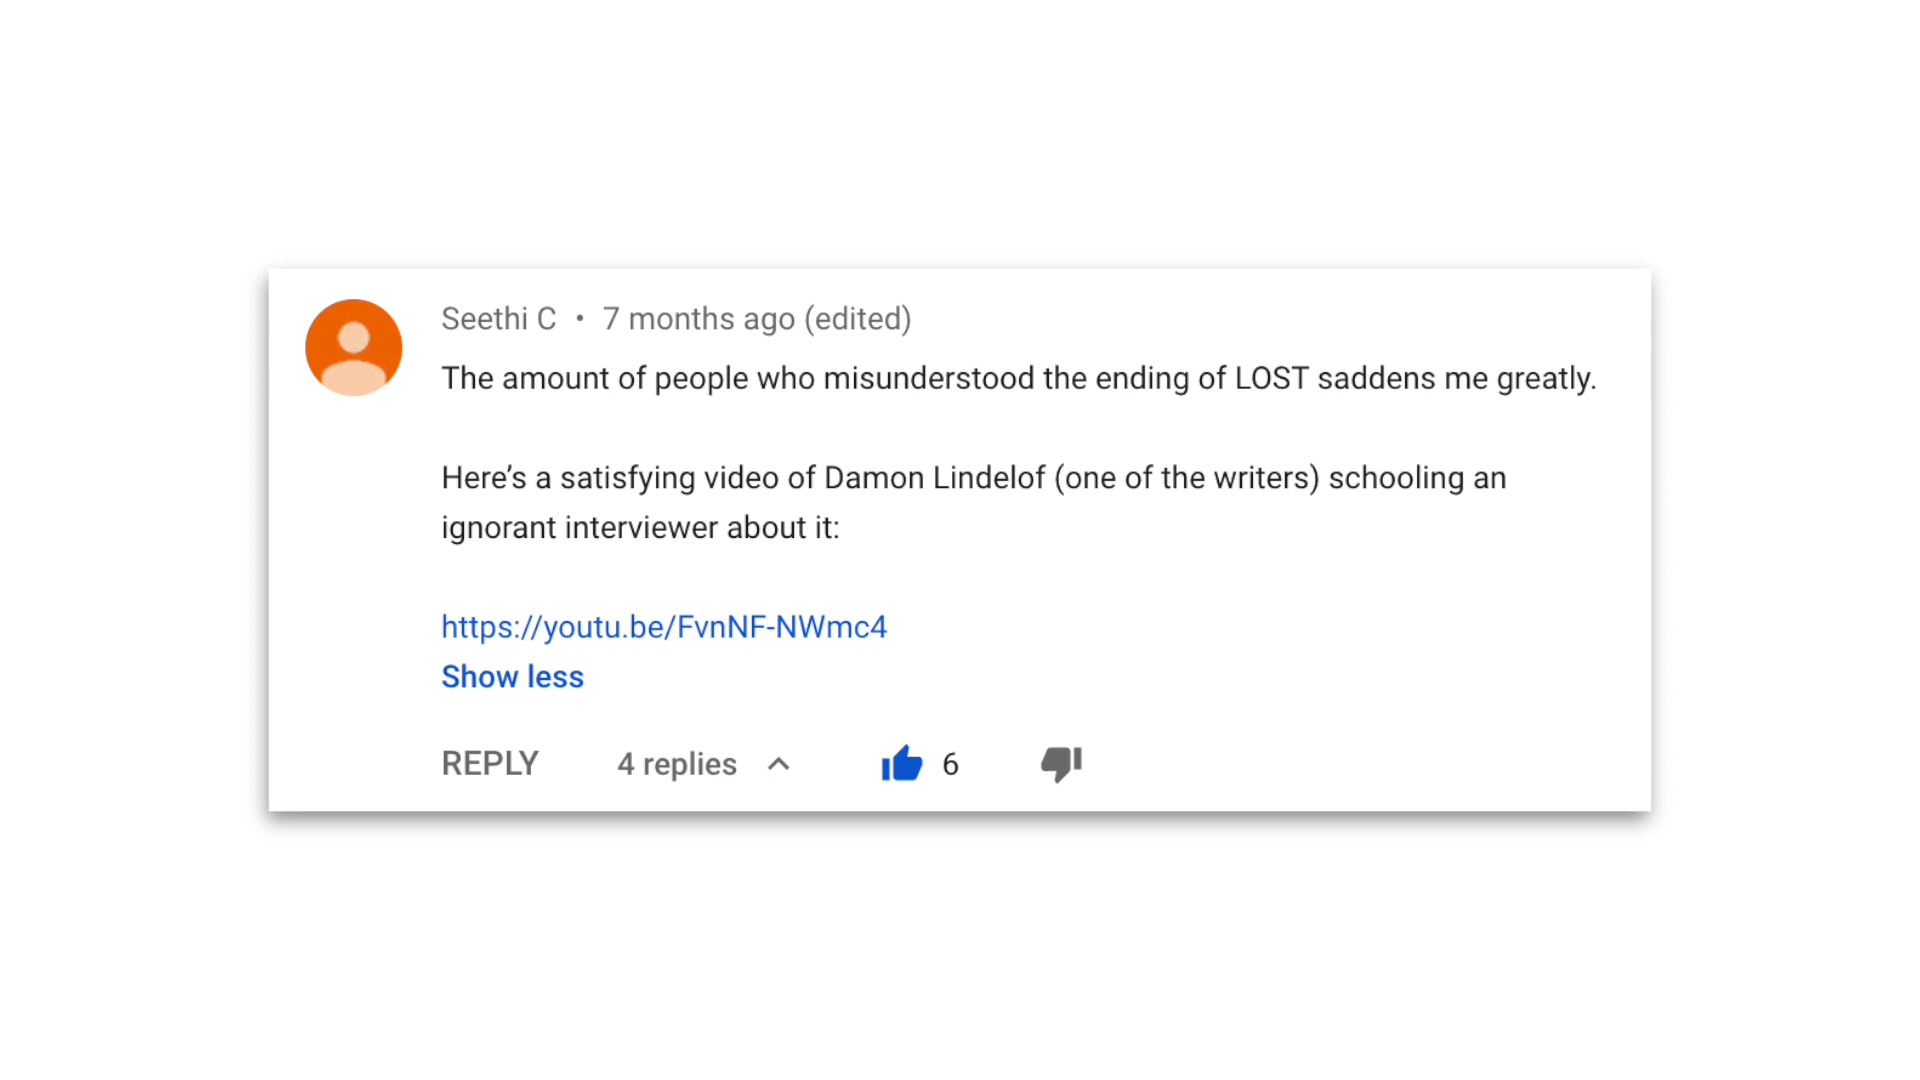 Seethi C • 7 months ago (edited)
The amount of people who misunderstood the ending of LOST saddens me greatly.
Here’s a satisfying video of Damon Lindelof (one of the writers) schooling an
ignorant interviewer about it:
https://youtu.be/FvnNF-NWmc4
Show less
REPLY 4 replies 6